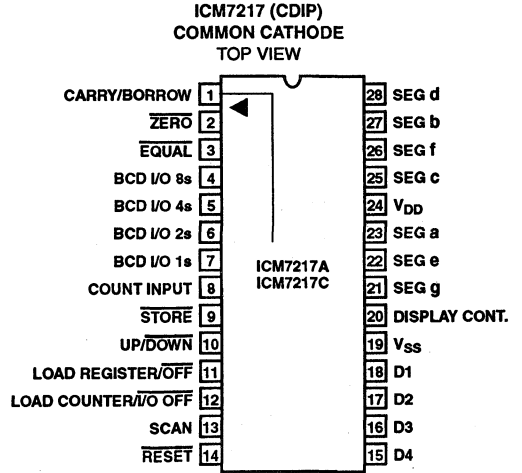 ICM7217 (CDIP)
COMMON CATHODE
TOP VIEW
CARRY/BORROW 1
ZERO 2
EQUAL 3
BCD I/O 8s 4
BCD I/O 4s 5
BCD I/O 2s 6
BCD I/O 1s 7
COUNT INPUT 8
STORE 9
UP/DOWN 10
LOAD REGISTER/OFF 11
LOAD COUNTER/I/O OFF 12
SCAN 13
RESET 14
ICM7217A
ICM7217C
28 SEG d
27 SEG b
26 SEG f
25 SEG c
24 VDD
23 SEG a
22 SEG e
21 SEG g
20 DISPLAY CONT.
19 VSS
18 D1
17 D2
16 D3
15 D4